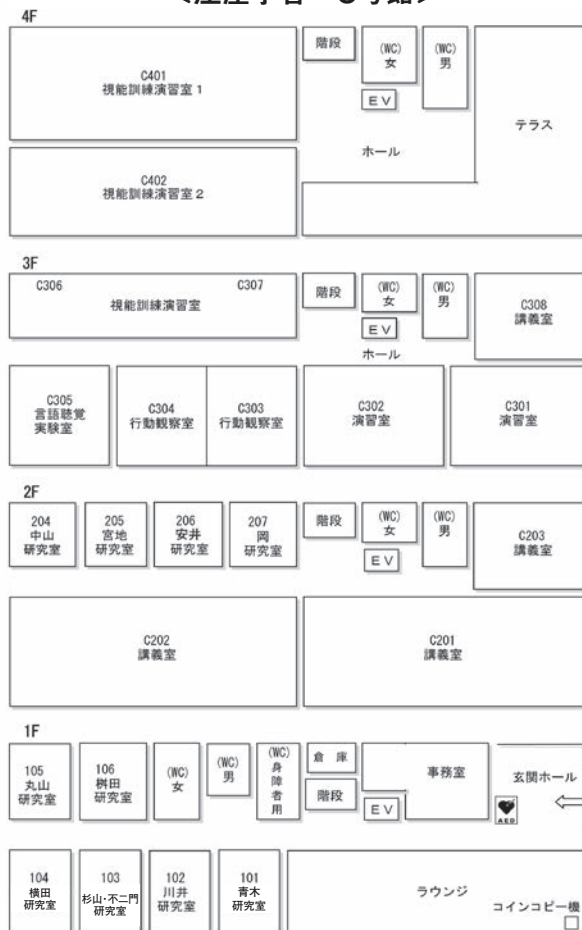 4F
階段
(WC)
女
(WC)
男
C401
視能訓練演習室1
EV
テラス
ホール
C402
視能訓練演習室2
3F
C306
C307
視能訓練演習室
階段
(WC)
女
(WC)
男
C308
講義室
EV
ホール
C305
言語聴覚
実験室
C304
行動観察室
C303
行動観察室
C302
演習室
C301
演習室
2F
204
中山
研究室
205
宮地
研究室
206
安井
研究室
207
岡
研究室
階段
(WC)
女
(WC)
男
EV
C203
講義室
C202
講義室
C201
講義室
1F
105
丸山
研究室
106
桝田
研究室
(WC)
女
(WC)
男
(WC)
身
障
者
用
倉庫
階段
EV
事務室
玄関ホール
AED
104
横田
研究室
103
杉山・不二門
研究室
102
川井
研究室
101
青木
研究室
ラウンジ
コインコピー機